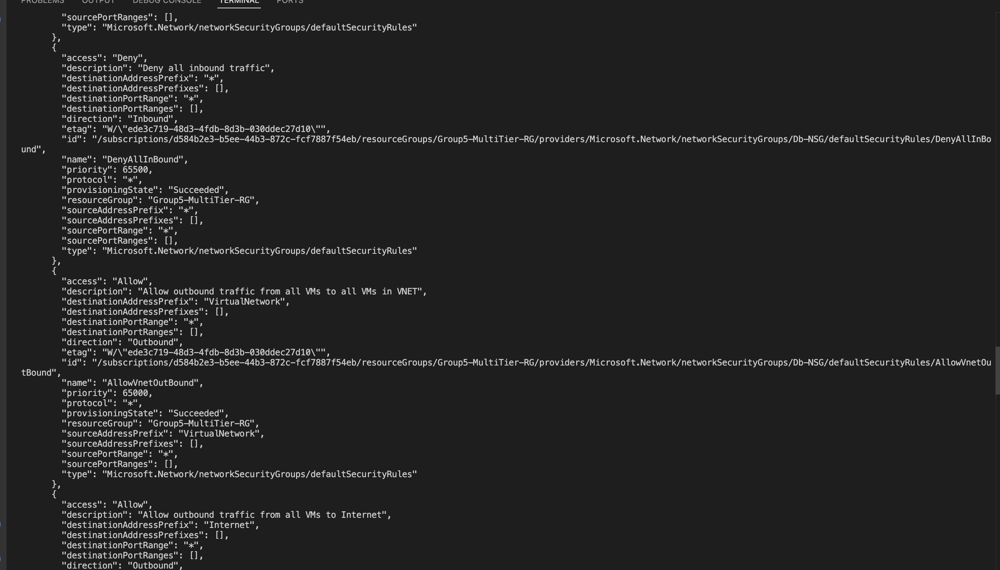 PROBLEMS OUTPUT DEBUG CONSOLE TERMINAL PORTS
"sourcePortRanges": [],
"type": "Microsoft.Network/networkSecurityGroups/defaultSecurityRules"
},
{
"access": "Deny",
"description": "Deny all inbound traffic",
"destinationAddressPrefix": "*",
"destinationAddressPrefixes": [],
"destinationPortRange": "*",
"destinationPortRanges": [],
"direction": "Inbound",
"etag": "W/\"ede3c719-48d3-4fdb-8d3b-030ddec27d10\"",
"id": "/subscriptions/d584b2e3-b5ee-44b3-872c-fcf7887f54eb/resourceGroups/Group5-MultiTier-RG/providers/Microsoft.Network/networkSecurityGroups/Db-NSG/defaultSecurityRules/DenyAllInBo
und",
"name": "DenyAllInBound",
"priority": 65500,
"protocol": "*",
"provisioningState": "Succeeded",
"resourceGroup": "Group5-MultiTier-RG",
"sourceAddressPrefix": "*",
"sourceAddressPrefixes": [],
"sourcePortRange": "*",
"sourcePortRanges": [],
"type": "Microsoft.Network/networkSecurityGroups/defaultSecurityRules"
},
{
"access": "Allow",
"description": "Allow outbound traffic from all VMs to all VMs in VNET",
"destinationAddressPrefix": "VirtualNetwork",
"destinationAddressPrefixes": [],
"destinationPortRange": "*",
"destinationPortRanges": [],
"direction": "Outbound",
"etag": "W/\"ede3c719-48d3-4fdb-8d3b-030ddec27d10\"",
"id": "/subscriptions/d584b2e3-b5ee-44b3-872c-fcf7887f54eb/resourceGroups/Group5-MultiTier-RG/providers/Microsoft.Network/networkSecurityGroups/Db-NSG/defaultSecurityRules/AllowVnetOu
tBound",
"name": "AllowVnetOutBound",
"priority": 65000,
"protocol": "*",
"provisioningState": "Succeeded",
"resourceGroup": "Group5-MultiTier-RG",
"sourceAddressPrefix": "VirtualNetwork",
"sourceAddressPrefixes": [],
"sourcePortRange": "*",
"sourcePortRanges": [],
"type": "Microsoft.Network/networkSecurityGroups/defaultSecurityRules"
},
{
"access": "Allow",
"description": "Allow outbound traffic from all VMs to Internet",
"destinationAddressPrefix": "Internet",
"destinationAddressPrefixes": [],
"destinationPortRange": "*",
"destinationPortRanges": [],
"direction": "Outbound",